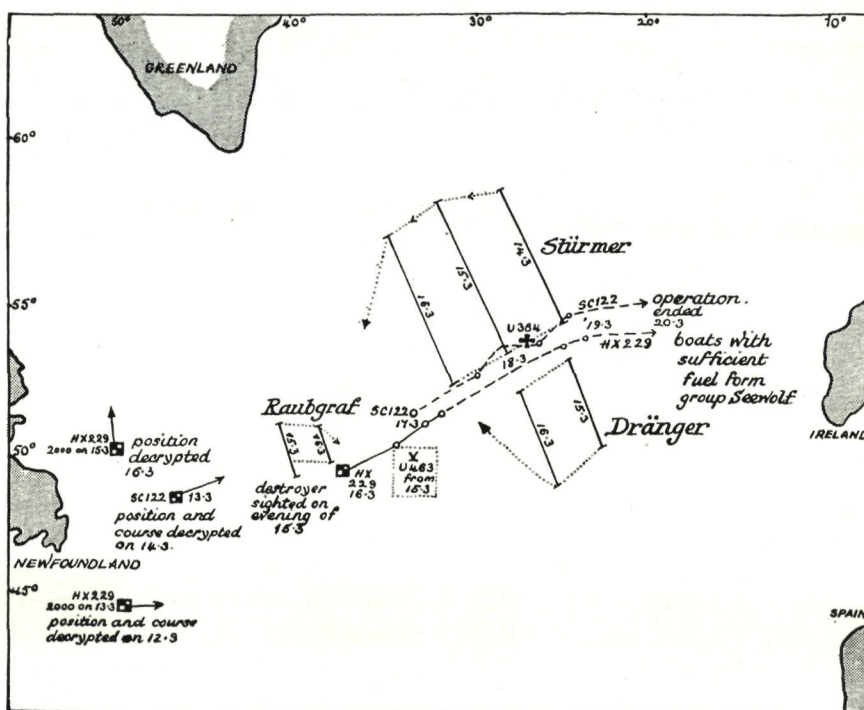 50°
40°
30°
20°
10°
GREENLAND
60°
Stürmer
14·3
15·3
16·3
55°
SC122
operation
ended
20·3
U384
19·3
HX229
18·3
boats with
sufficient
fuel form
group Seewolf
Raubgraf
SC122
17·3
15·3
16·3
Dränger
IRELAND
50°
HX229
2000 on 15·3
position
decrypted
16·3
HX
229
16·3
U463
from
15·3
SC122
13·3
destroyer
sighted on
evening of
15·3
position and
course decrypted
on 14·3.
NEWFOUNDLAND
45°
HX229
2000 on 13·3
position and course
decrypted on 12·3
SPAIN